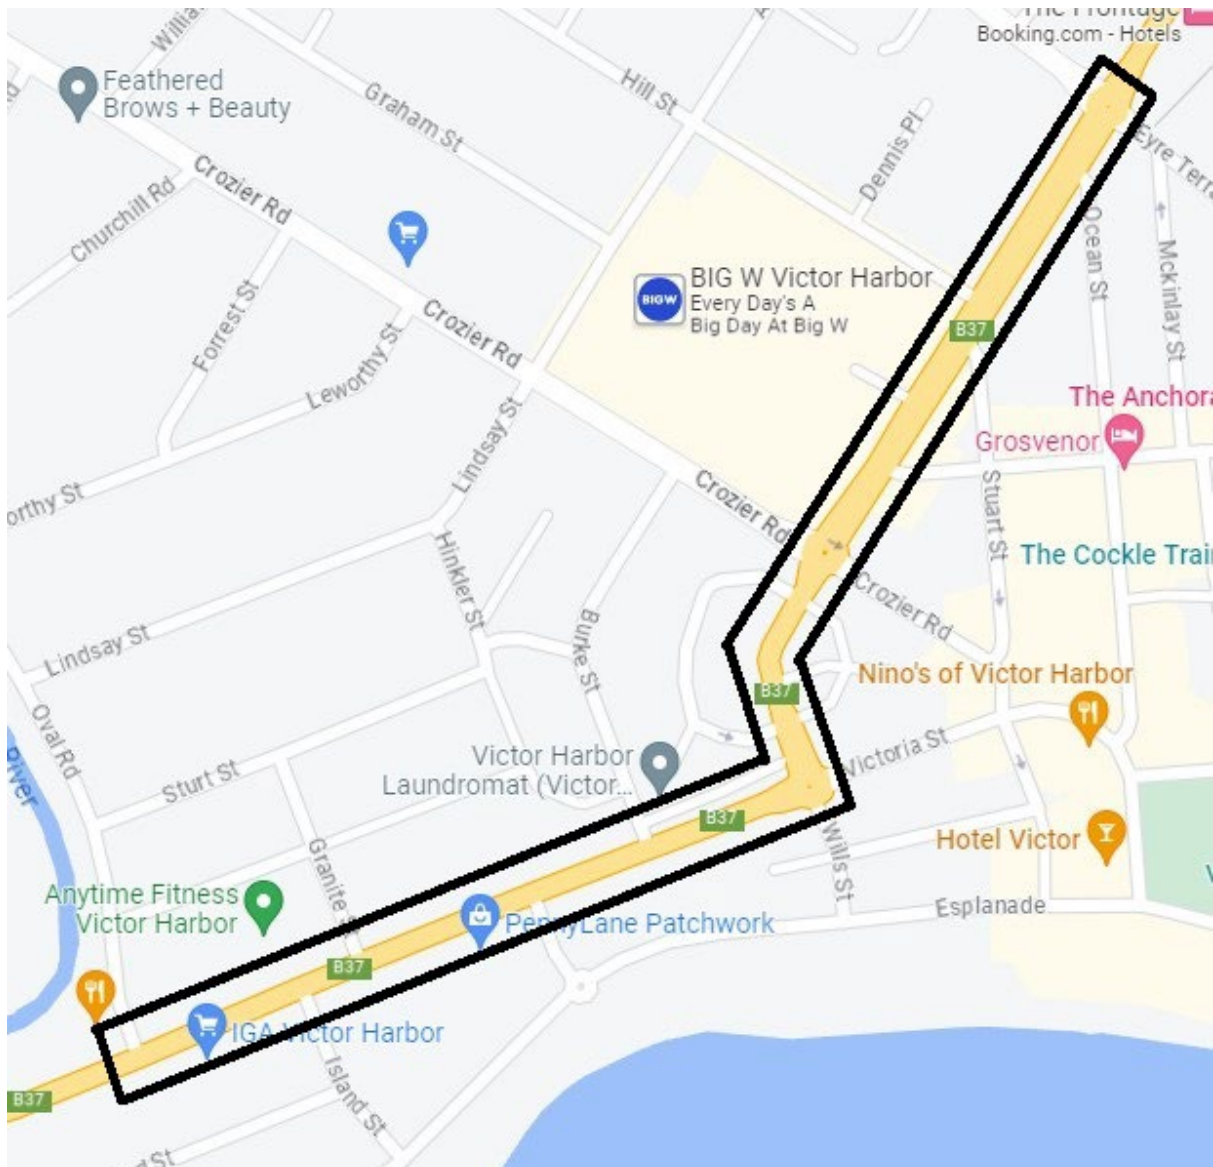 The Frontage
Booking.com - Hotels
Feathered
Brows + Beauty
Graham St
Hill St
Dennis Pl
Eyre Terra
Crozier Rd
Churchill Rd
Ocean St
Mckinlay St
BIG W Victor Harbor
BIGW
Every Day's A
Big Day At Big W
Forrest St
Crozier Rd
B37
Leworthy St
The Anchora
Grosvenor
Lindsay St
orthy St
Crozier Rd
Stuart St
Hinkler St
The Cockle Train
Crozier Rd
Burke St
Lindsay St
Nino's of Victor Harbor
B37
Oval Rd
River
Victoria St
Victor Harbor
Laundromat (Victor...
Sturt St
B37
Wills St
Hotel Victor
Granite St
Anytime Fitness
Victor Harbor
Esplanade
PennyLane Patchwork
B37
IGA Victor Harbor
Island St
B37
St